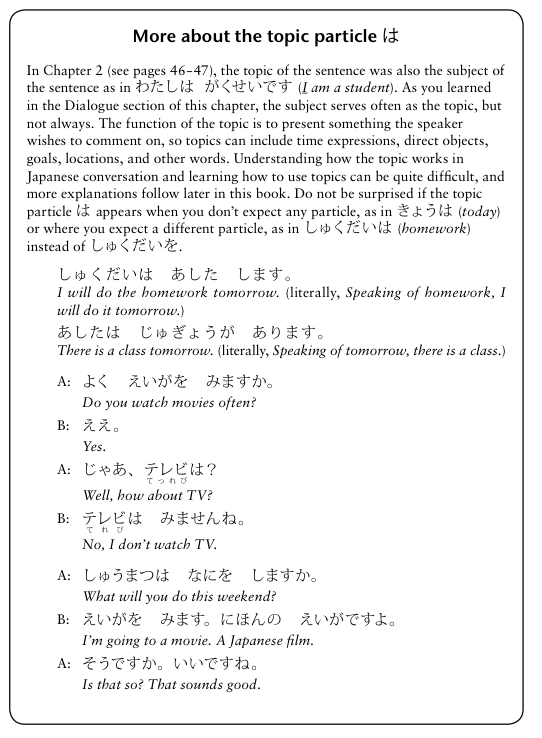 More about the topic particle は
In Chapter 2 (see pages 46–47), the topic of the sentence was also the subject of
the sentence as in わたしは がくせいです (I am a student). As you learned
in the Dialogue section of this chapter, the subject serves often as the topic, but
not always. The function of the topic is to present something the speaker
wishes to comment on, so topics can include time expressions, direct objects,
goals, locations, and other words. Understanding how the topic works in
Japanese conversation and learning how to use topics can be quite difficult, and
more explanations follow later in this book. Do not be surprised if the topic
particle は appears when you don't expect any particle, as in きょうは (today)
or where you expect a different particle, as in しゅくだいは (homework)
instead of しゅくだいを.
しゅくだいは あした します。
I will do the homework tomorrow. (literally, Speaking of homework, I
will do it tomorrow.)
あしたは じゅぎょうが あります。
There is a class tomorrow. (literally, Speaking of tomorrow, there is a class.)
A: よく えいがを みますか。
Do you watch movies often?
B: ええ。
Yes.
A: じゃあ、テレビは？
てっれび
Well, how about TV?
B: テレビは みませんね。
てれび
No, I don't watch TV.
A: しゅうまつは なにを しますか。
What will you do this weekend?
B: えいがを みます。にほんの えいがですよ。
I'm going to a movie. A Japanese film.
A: そうですか。いいですね。
Is that so? That sounds good.